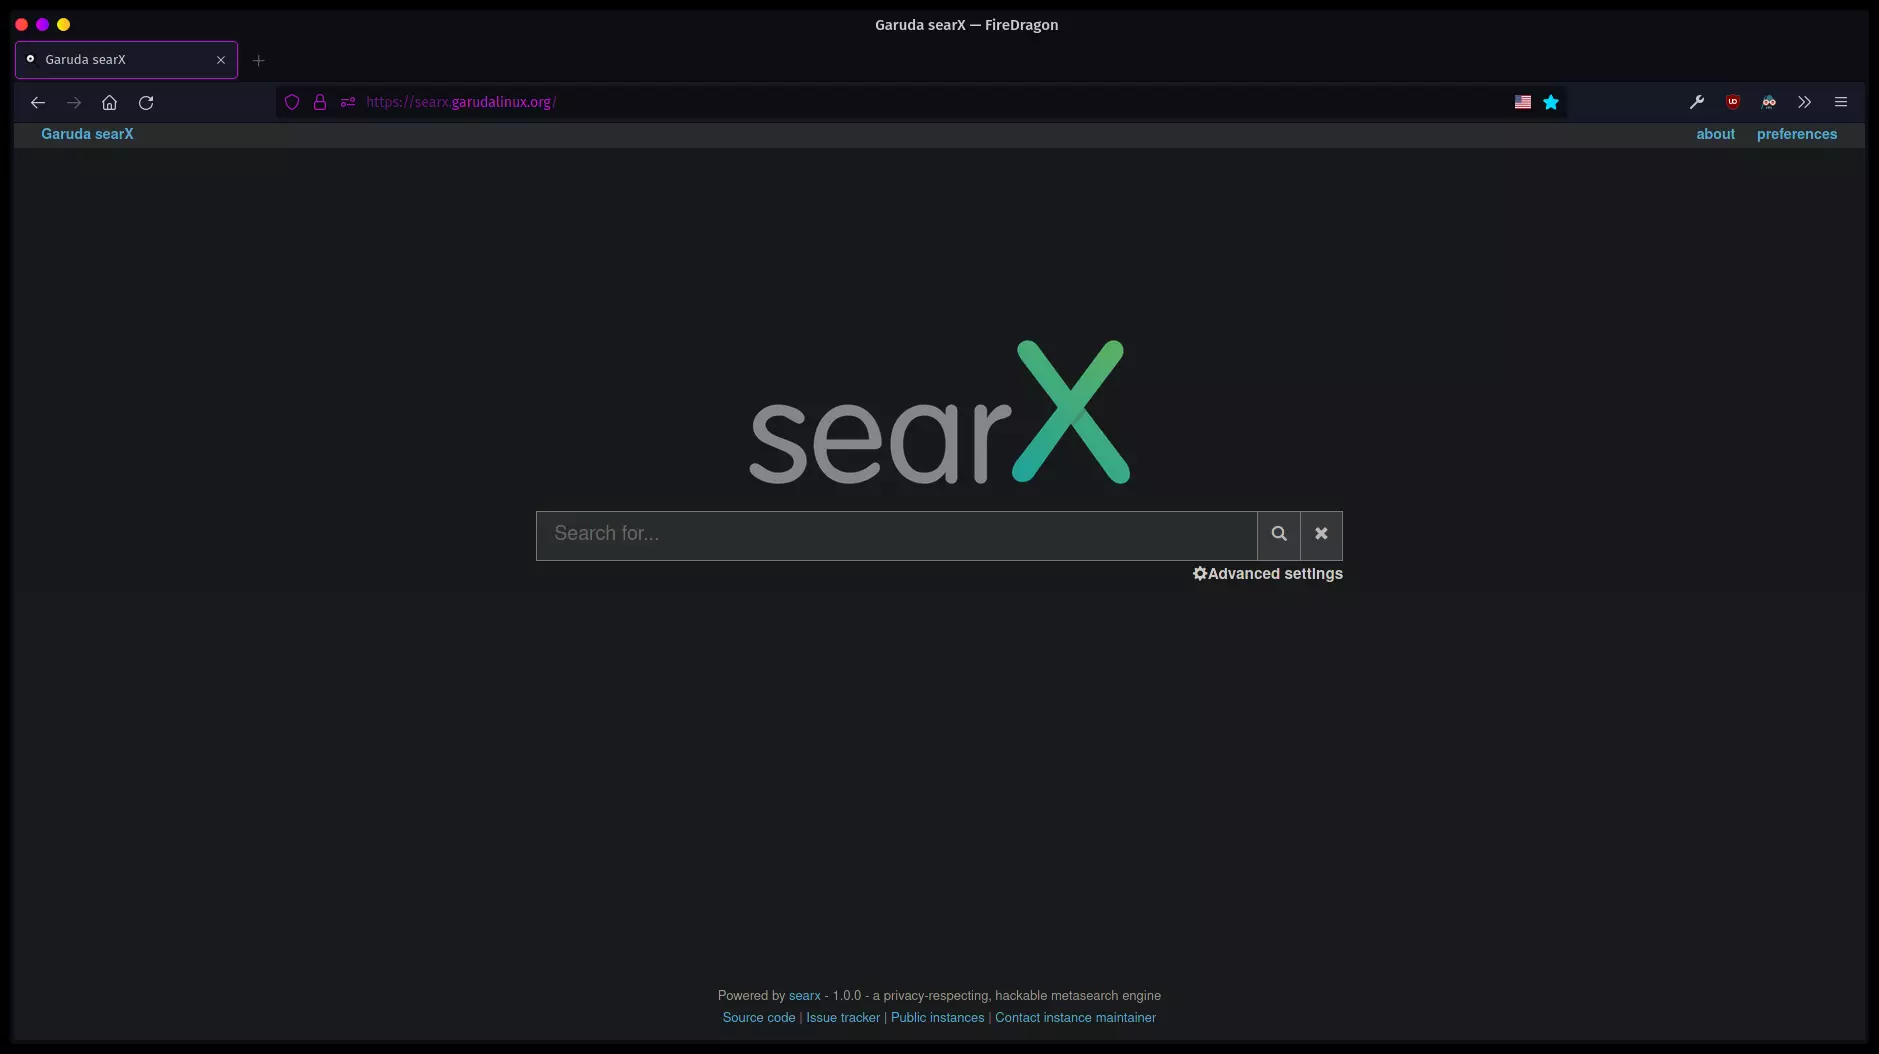 Garuda searX — FireDragon
Garuda searX
https://searx.garudalinux.org/
Garuda searX about preferences
searX
Search for...
Advanced settings
Powered by searx - 1.0.0 - a privacy-respecting, hackable metasearch engine
Source code | Issue tracker | Public instances | Contact instance maintainer